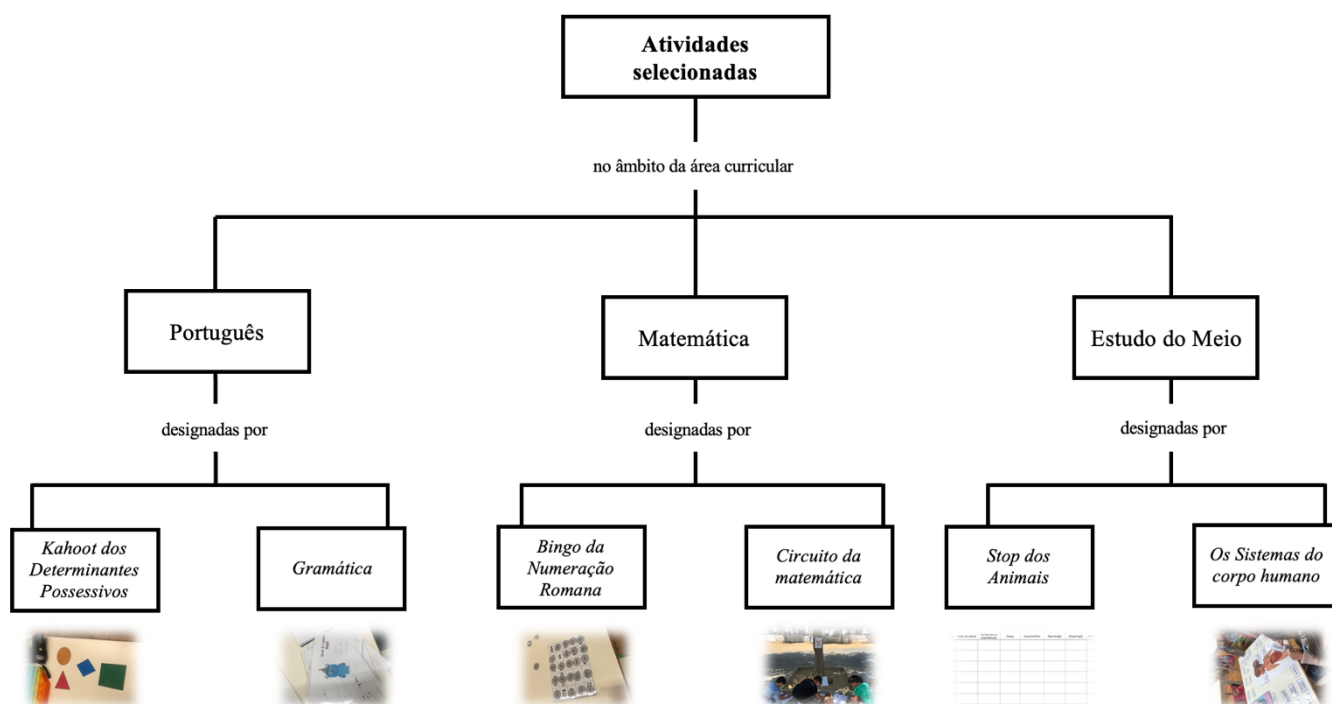 Atividades
selecionadas
no âmbito da área curricular
Português
Matemática
Estudo do Meio
designadas por
designadas por
designadas por
Kahoot dos
Determinantes
Possessivos
Gramática
Bingo da
Numeração
Romana
Circuito da
matemática
Stop dos
Animais
Os Sistemas do
corpo humano